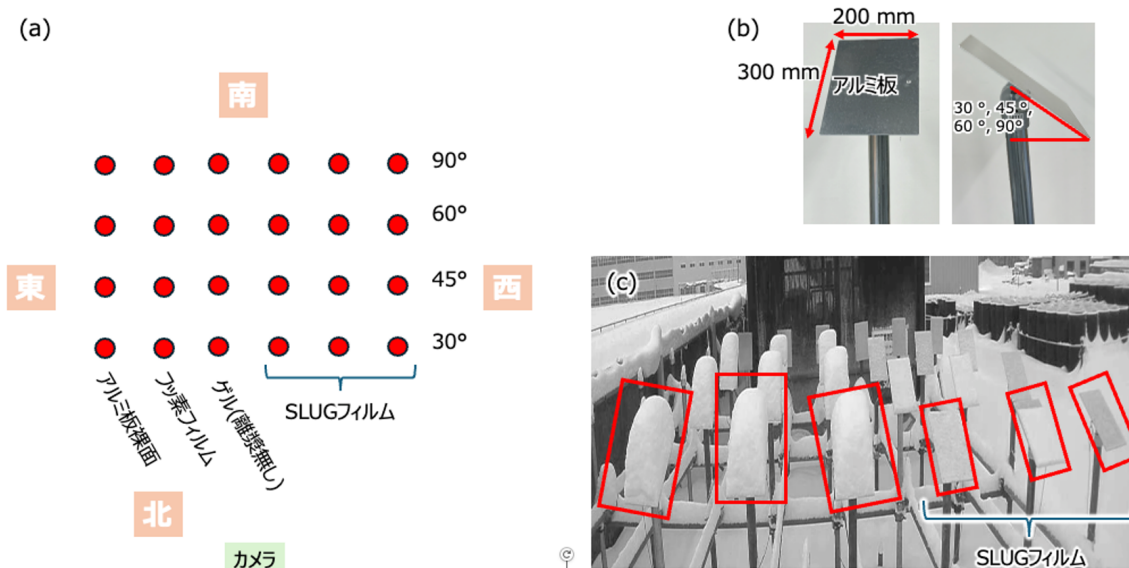 (a)
南
90°
60°
東
45°
西
30°
アルミ板裸面
フッ素フィルム
ゲル(離漿無し)
SLUGフィルム
北
カメラ
(b)
200 mm
300 mm
アルミ板
30 °, 45 °,
60 °, 90°
(c)
SLUGフィルム